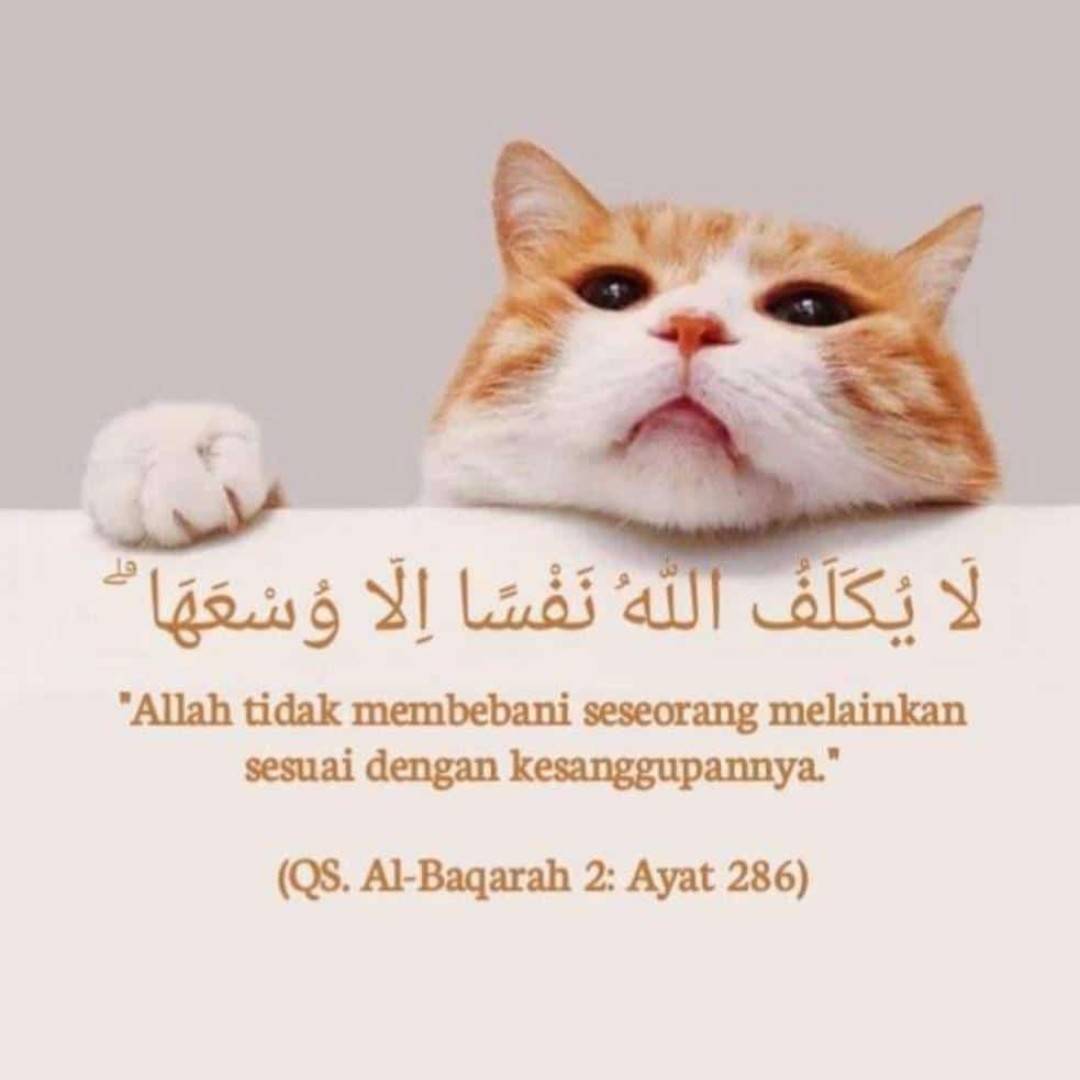 لَا يُكَلَفُ اللّٰهُ نَفْسًا إِلَّا وُسْعَهَا ۗ
"Allah tidak membebani seseorang melainkan
sesuai dengan kesanggupannya."
(QS. Al-Baqarah 2: Ayat 286)